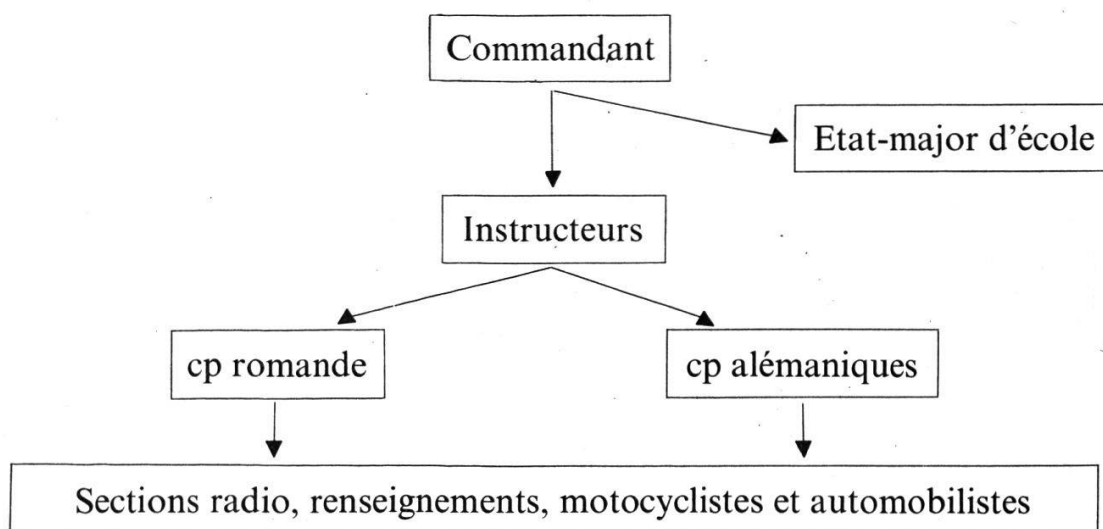 Commandant
Etat-major d'école
Instructeurs
cp romande
cp alémaniques
Sections radio, renseignements, motocyclistes et automobilistes